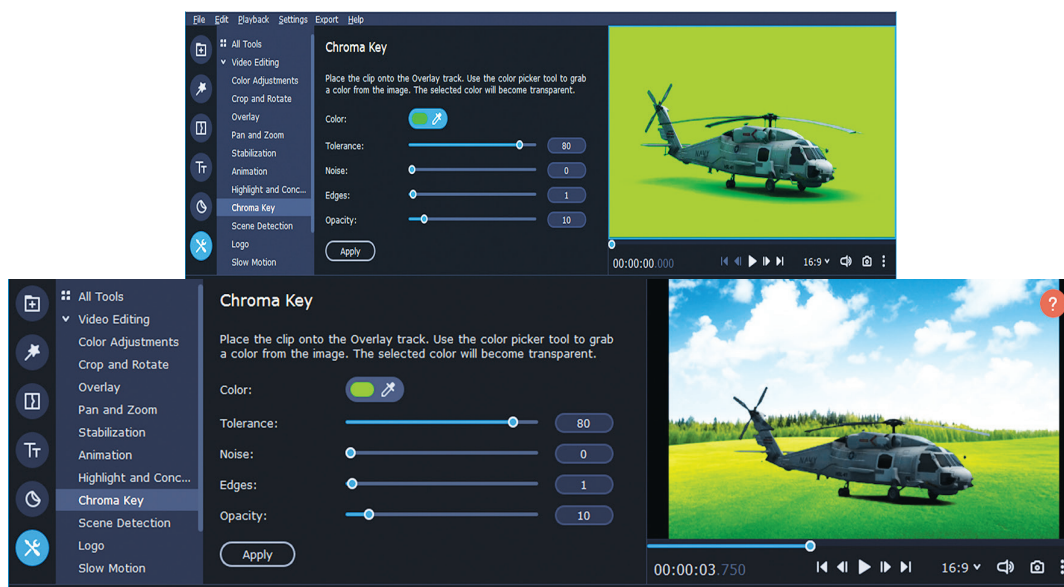 File Edit Playback Settings Export Help
All Tools
Video Editing
Color Adjustments
Crop and Rotate
Overlay
Pan and Zoom
Stabilization
Animation
Highlight and Conc...
Chroma Key
Scene Detection
Logo
Slow Motion
Chroma Key
Place the clip onto the Overlay track. Use the color picker tool to grab
a color from the image. The selected color will become transparent.
Color:
Tolerance: 80
Noise: 0
Edges: 1
Opacity: 10
Apply
00:00:00.000
16:9
All Tools
Video Editing
Color Adjustments
Crop and Rotate
Overlay
Pan and Zoom
Stabilization
Animation
Highlight and Conc...
Chroma Key
Scene Detection
Logo
Slow Motion
Chroma Key
Place the clip onto the Overlay track. Use the color picker tool to grab
a color from the image. The selected color will become transparent.
Color:
Tolerance: 80
Noise: 0
Edges: 1
Opacity: 10
Apply
?
00:00:03.750
16:9